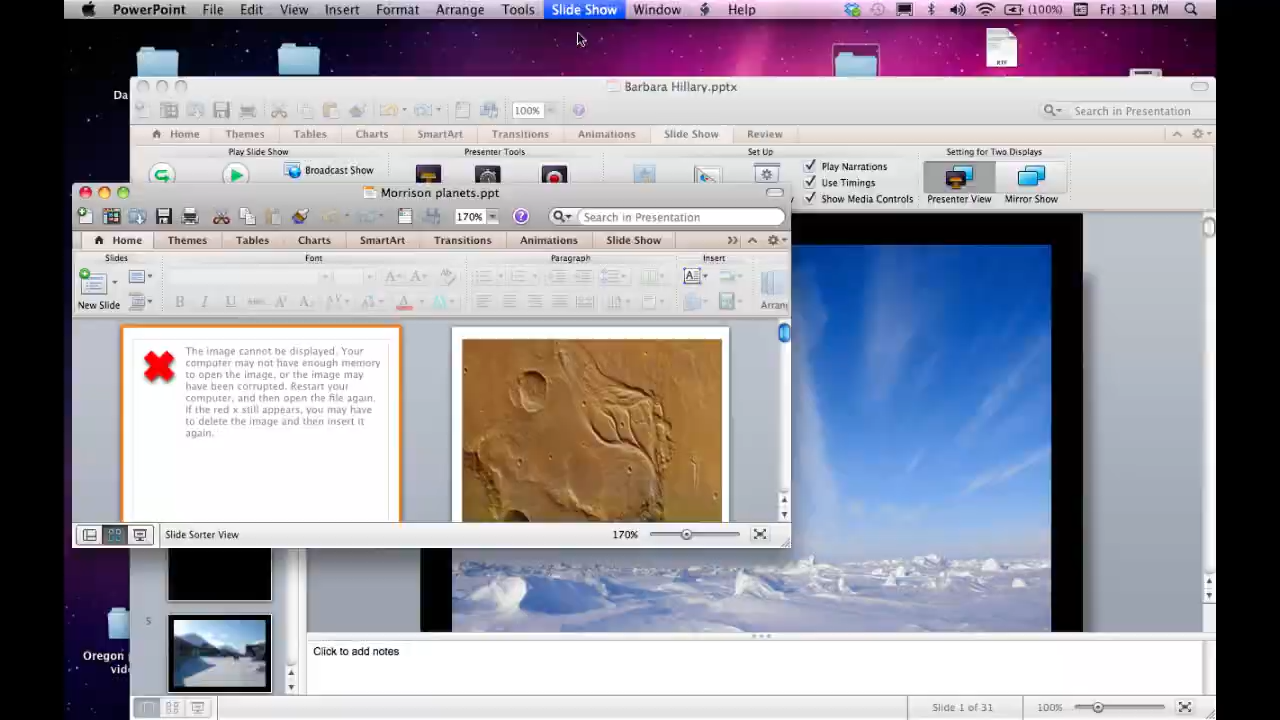 PowerPoint File Edit View Insert Format Arrange Tools Slide Show Window Help (100%) Fri 3:11 PM
RTF
Da
Barbara Hillary.pptx
100% Search in Presentation
Home Themes Tables Charts SmartArt Transitions Animations Slide Show Review
Play Slide Show Presenter Tools Set Up Setting for Two Displays
Broadcast Show
Play Narrations
Use Timings
Show Media Controls
Presenter View Mirror Show
Morrison planets.ppt
170% Search in Presentation
Home Themes Tables Charts SmartArt Transitions Animations Slide Show
Slides Font Paragraph Insert
New Slide
Arran
The image cannot be displayed. Your
computer may not have enough memory
to open the image, or the image may
have been corrupted. Restart your
computer, and then open the file again.
If the red x still appears, you may have
to delete the image and then insert it
again.
Slide Sorter View 170%
5
Oregon
vide
Click to add notes
Slide 1 of 31 100%